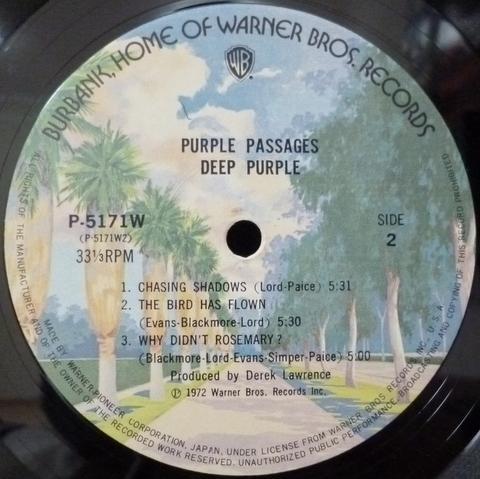 BURBANK, HOME OF WARNER BROS. RECORDS
WB
PURPLE PASSAGES
DEEP PURPLE
P-5171W
(P-5171W2)
33⅓RPM
SIDE
2
1. CHASING SHADOWS (Lord-Paice) 5:31
2. THE BIRD HAS FLOWN
(Evans-Blackmore-Lord) 5:30
3. WHY DIDN'T ROSEMARY?
(Blackmore-Lord-Evans-Simper-Paice) 5:00
Produced by Derek Lawrence
Ⓟ 1972 Warner Bros. Records Inc.
MADE BY WARNER-PIONEER CORPORATION, JAPAN, UNDER LICENSE FROM WARNER BROS RECORDS INC. U.S.A.
ALL RIGHTS OF THE MANUFACTURER AND OF THE OWNER OF THE RECORDED WORK RESERVED. UNAUTHORIZED PUBLIC PERFORMANCE, BROADCASTING AND COPYING OF THIS RECORD PROHIBITED